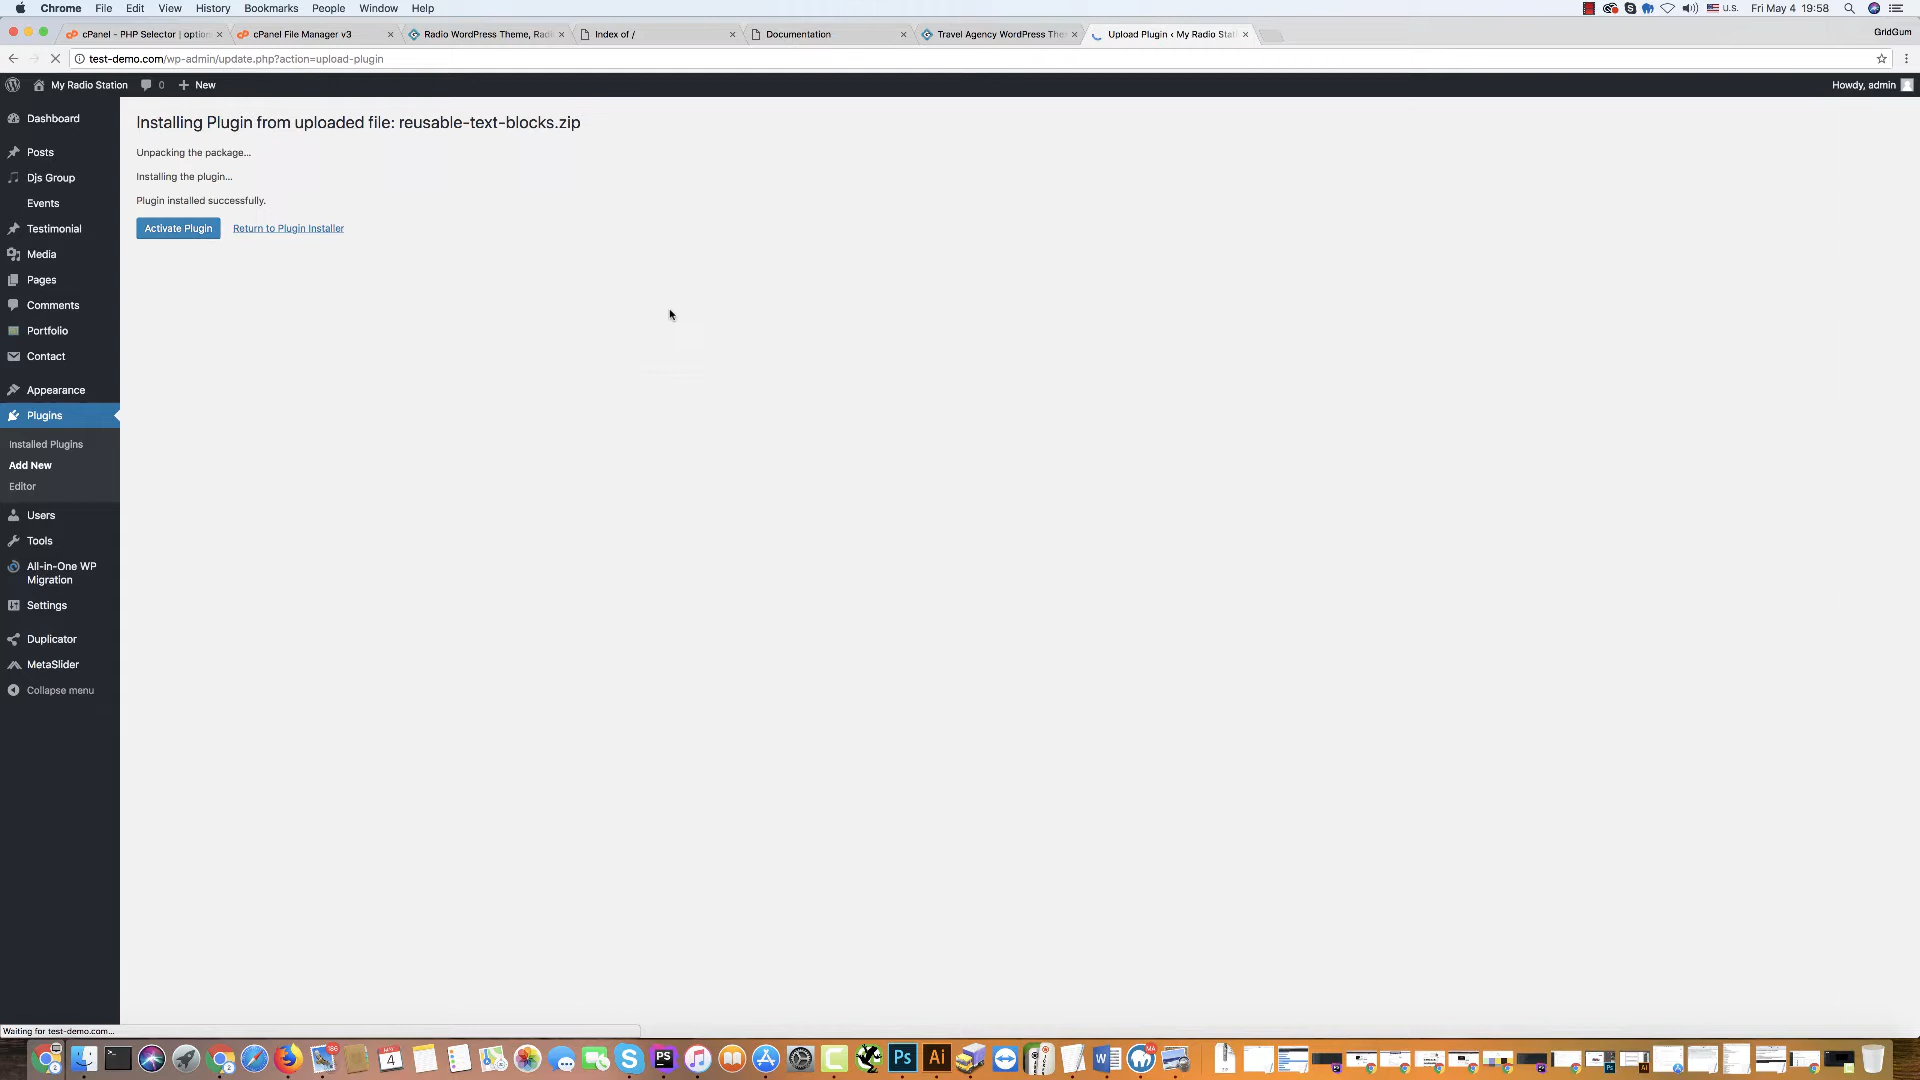 Chrome File Edit View History Bookmarks People Window Help
U.S. Fri May 4 19:58
cPanel - PHP Selector | option
cPanel File Manager v3
Radio WordPress Theme, Radi
Index of /
Documentation
Travel Agency WordPress The
Upload Plugin ‹ My Radio Stati
GridGum
test-demo.com/wp-admin/update.php?action=upload-plugin
My Radio Station 0 New
Howdy, admin
Dashboard
Posts
Djs Group
Events
Testimonial
Media
Pages
Comments
Portfolio
Contact
Appearance
Plugins
Installed Plugins
Add New
Editor
Users
Tools
All-in-One WP
Migration
Settings
Duplicator
MetaSlider
Collapse menu
Installing Plugin from uploaded file: reusable-text-blocks.zip
Unpacking the package...
Installing the plugin...
Plugin installed successfully.
Activate Plugin Return to Plugin Installer
Waiting for test-demo.com...